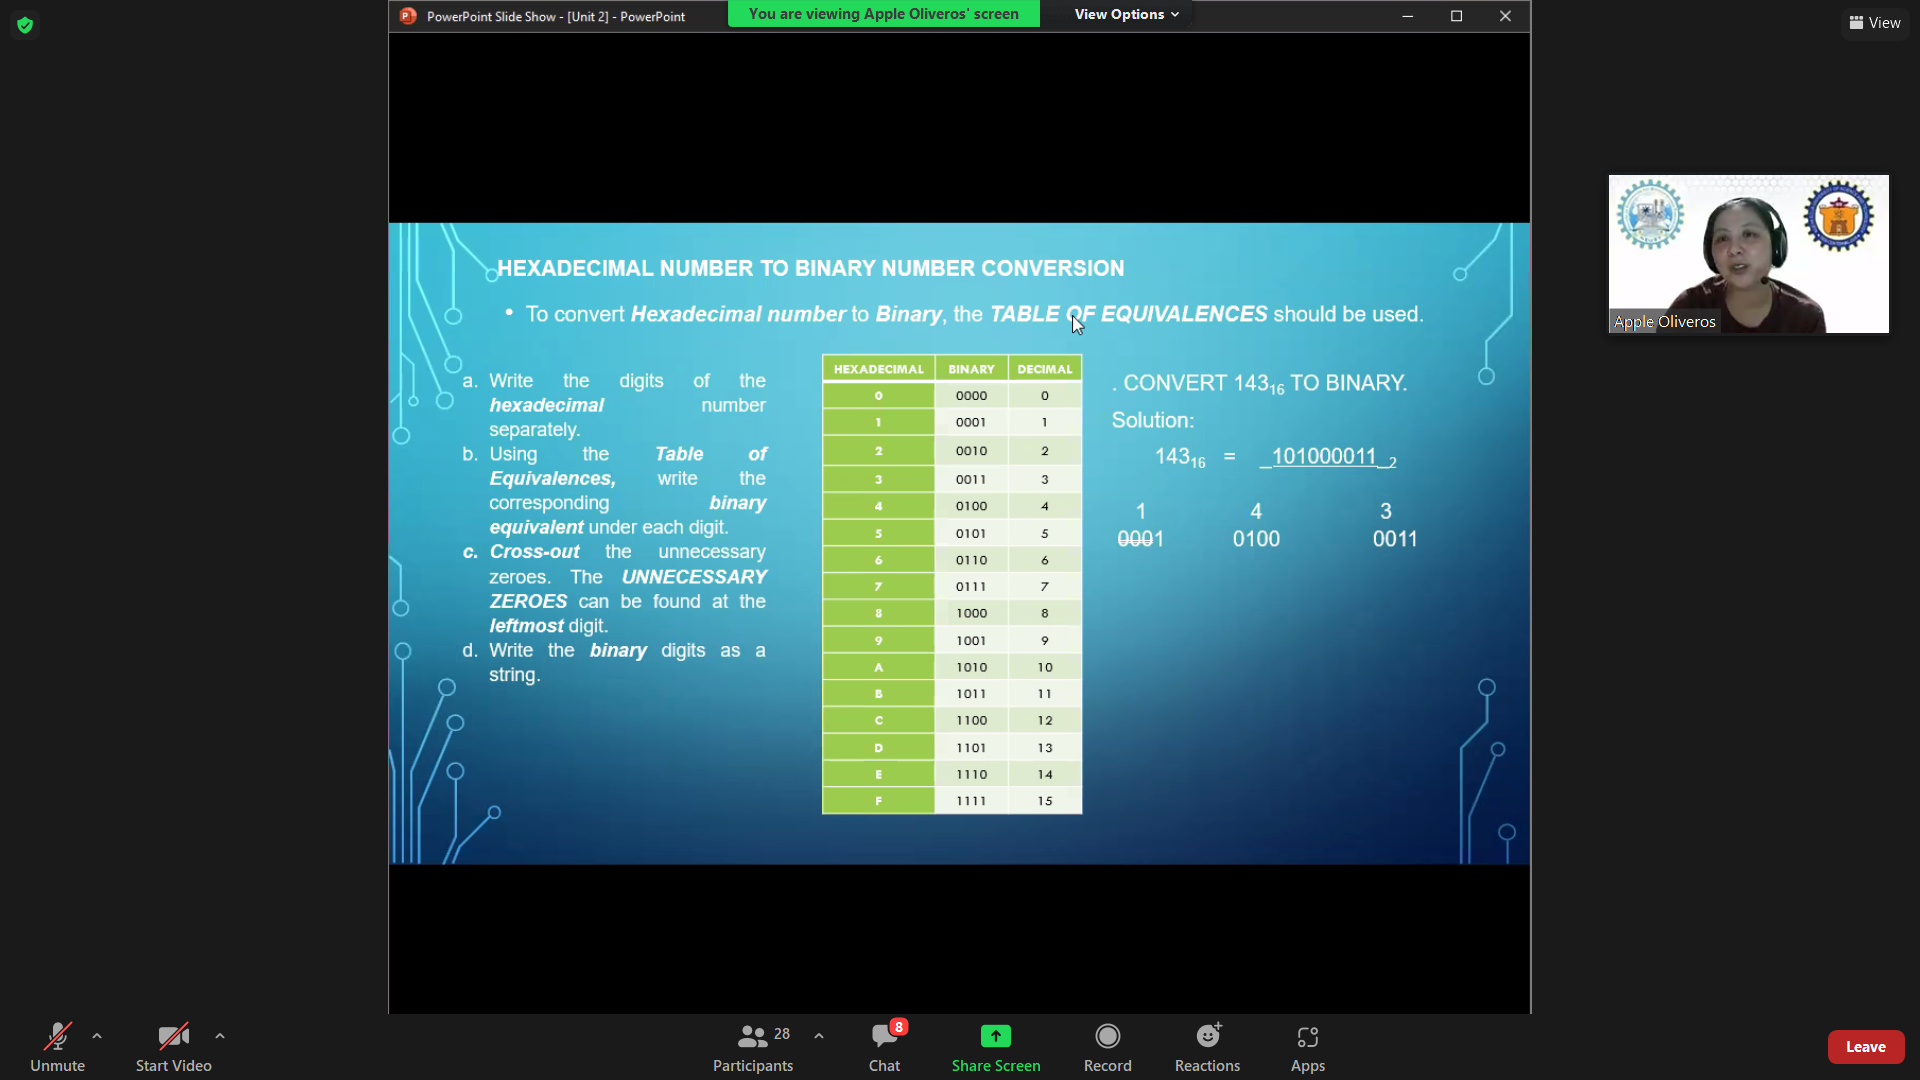 PowerPoint Slide Show - [Unit 2] - PowerPoint
You are viewing Apple Oliveros' screen
View Options
View
HEXADECIMAL NUMBER TO BINARY NUMBER CONVERSION
• To convert Hexadecimal number to Binary, the TABLE OF EQUIVALENCES should be used.
a. Write the digits of the
hexadecimal number
separately.
b. Using the Table of
Equivalences, write the
corresponding binary
equivalent under each digit.
c. Cross-out the unnecessary
zeroes. The UNNECESSARY
ZEROES can be found at the
leftmost digit.
d. Write the binary digits as a
string.
HEXADECIMAL BINARY DECIMAL
0 0000 0
1 0001 1
2 0010 2
3 0011 3
4 0100 4
5 0101 5
6 0110 6
7 0111 7
8 1000 8
9 1001 9
A 1010 10
B 1011 11
C 1100 12
D 1101 13
E 1110 14
F 1111 15
. CONVERT 143₁₆ TO BINARY.
Solution:
143₁₆ = _101000011_₂
1 4 3
0001 0100 0011
Apple Oliveros
Unmute
Start Video
28
Participants
8
Chat
Share Screen
Record
Reactions
Apps
Leave